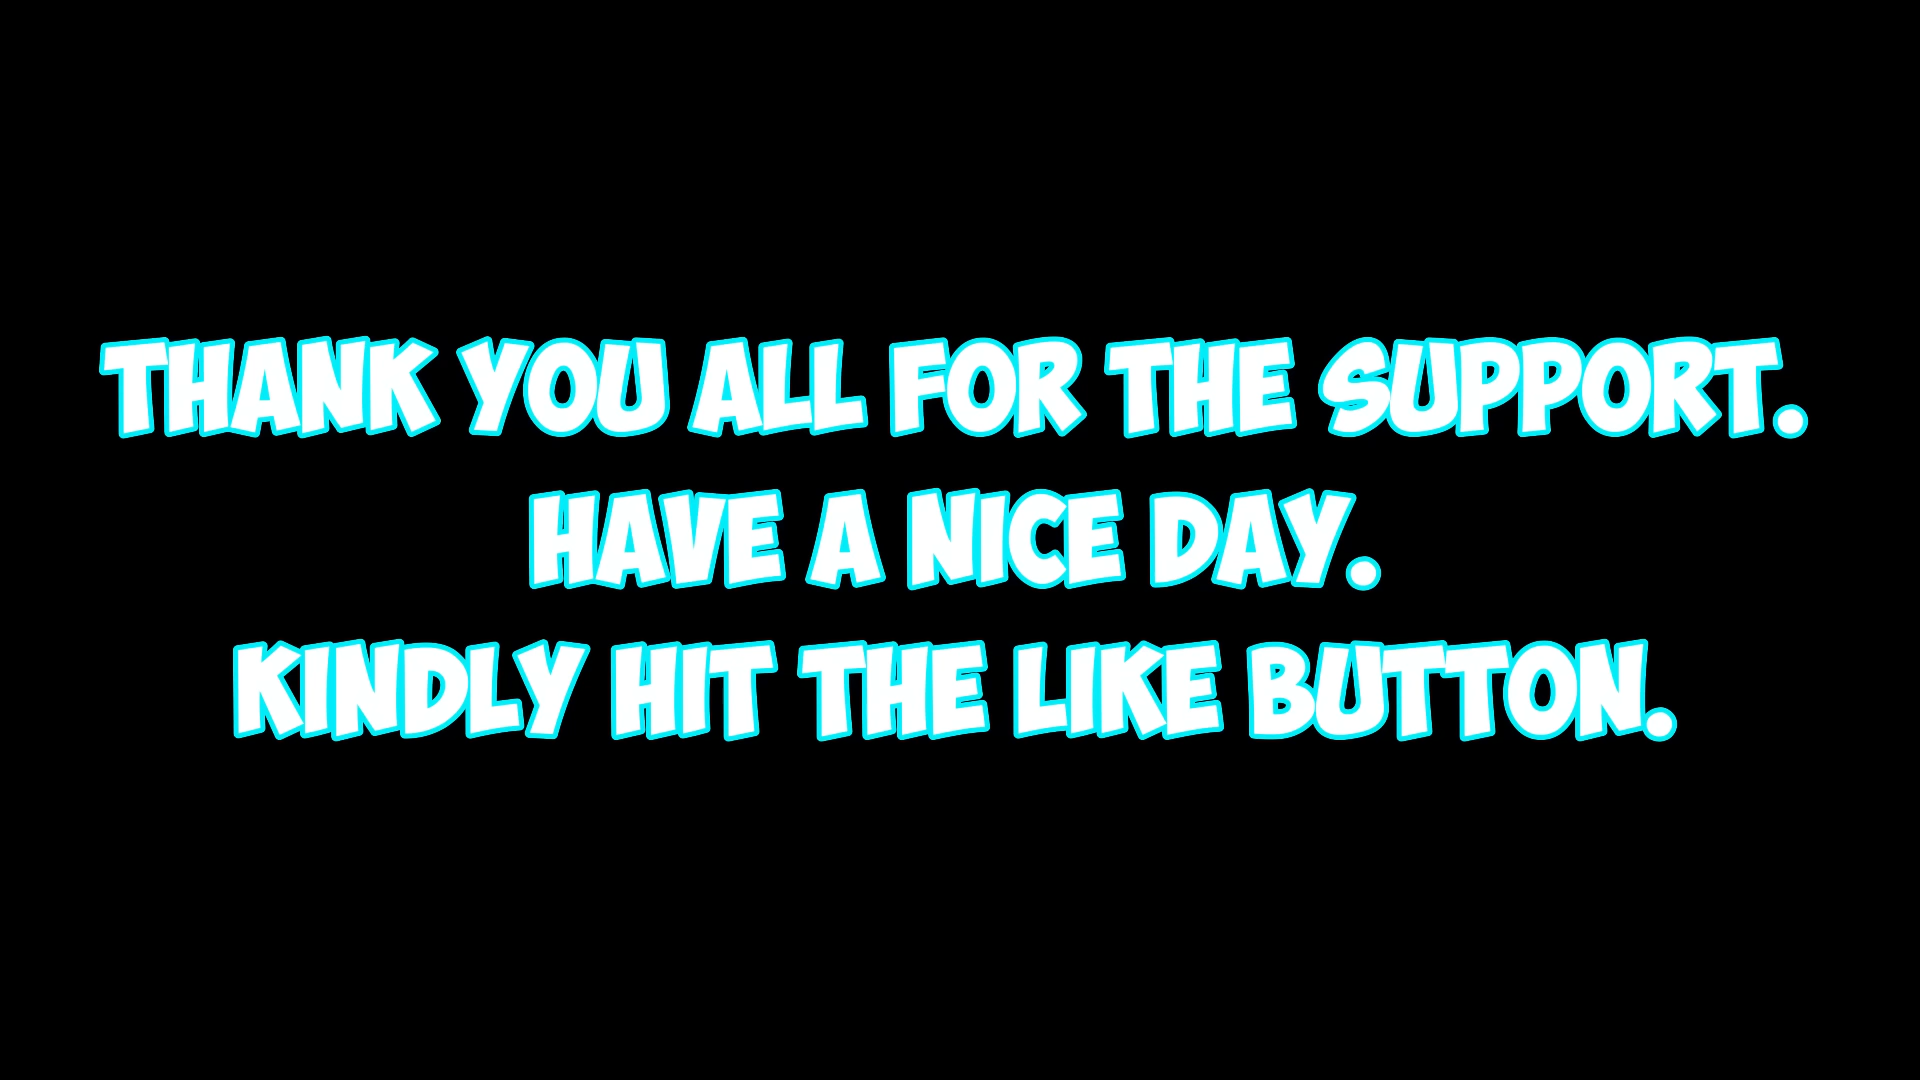 THANK YOU ALL FOR THE SUPPORT.
HAVE A NICE DAY.
KINDLY HIT THE LIKE BUTTON.